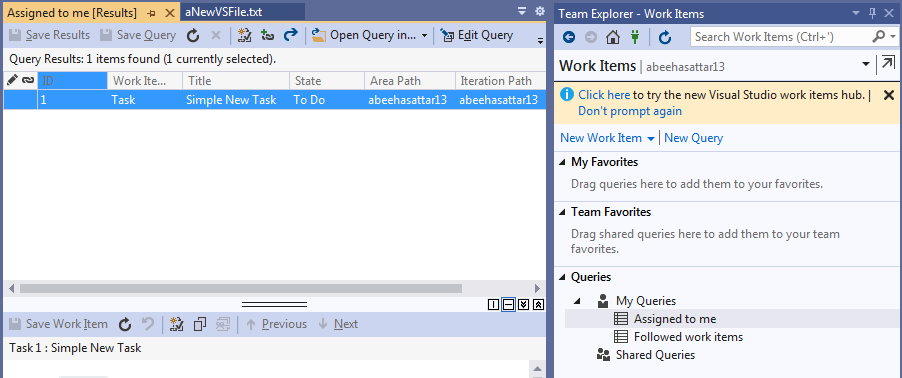 Assigned to me [Results] aNewVSFile.txt
Save Results Save Query Open Query in... Edit Query
Query Results: 1 items found (1 currently selected).
ID Work Ite... Title State Area Path Iteration Path
1 Task Simple New Task To Do abeehasattar13 abeehasattar13
Save Work Item Previous Next
Task 1 : Simple New Task
Team Explorer - Work Items
Search Work Items (Ctrl+')
Work Items | abeehasattar13
Click here to try the new Visual Studio work items hub. |
Don't prompt again
New Work Item | New Query
My Favorites
Drag queries here to add them to your favorites.
Team Favorites
Drag shared queries here to add them to your team
favorites.
Queries
My Queries
Assigned to me
Followed work items
Shared Queries